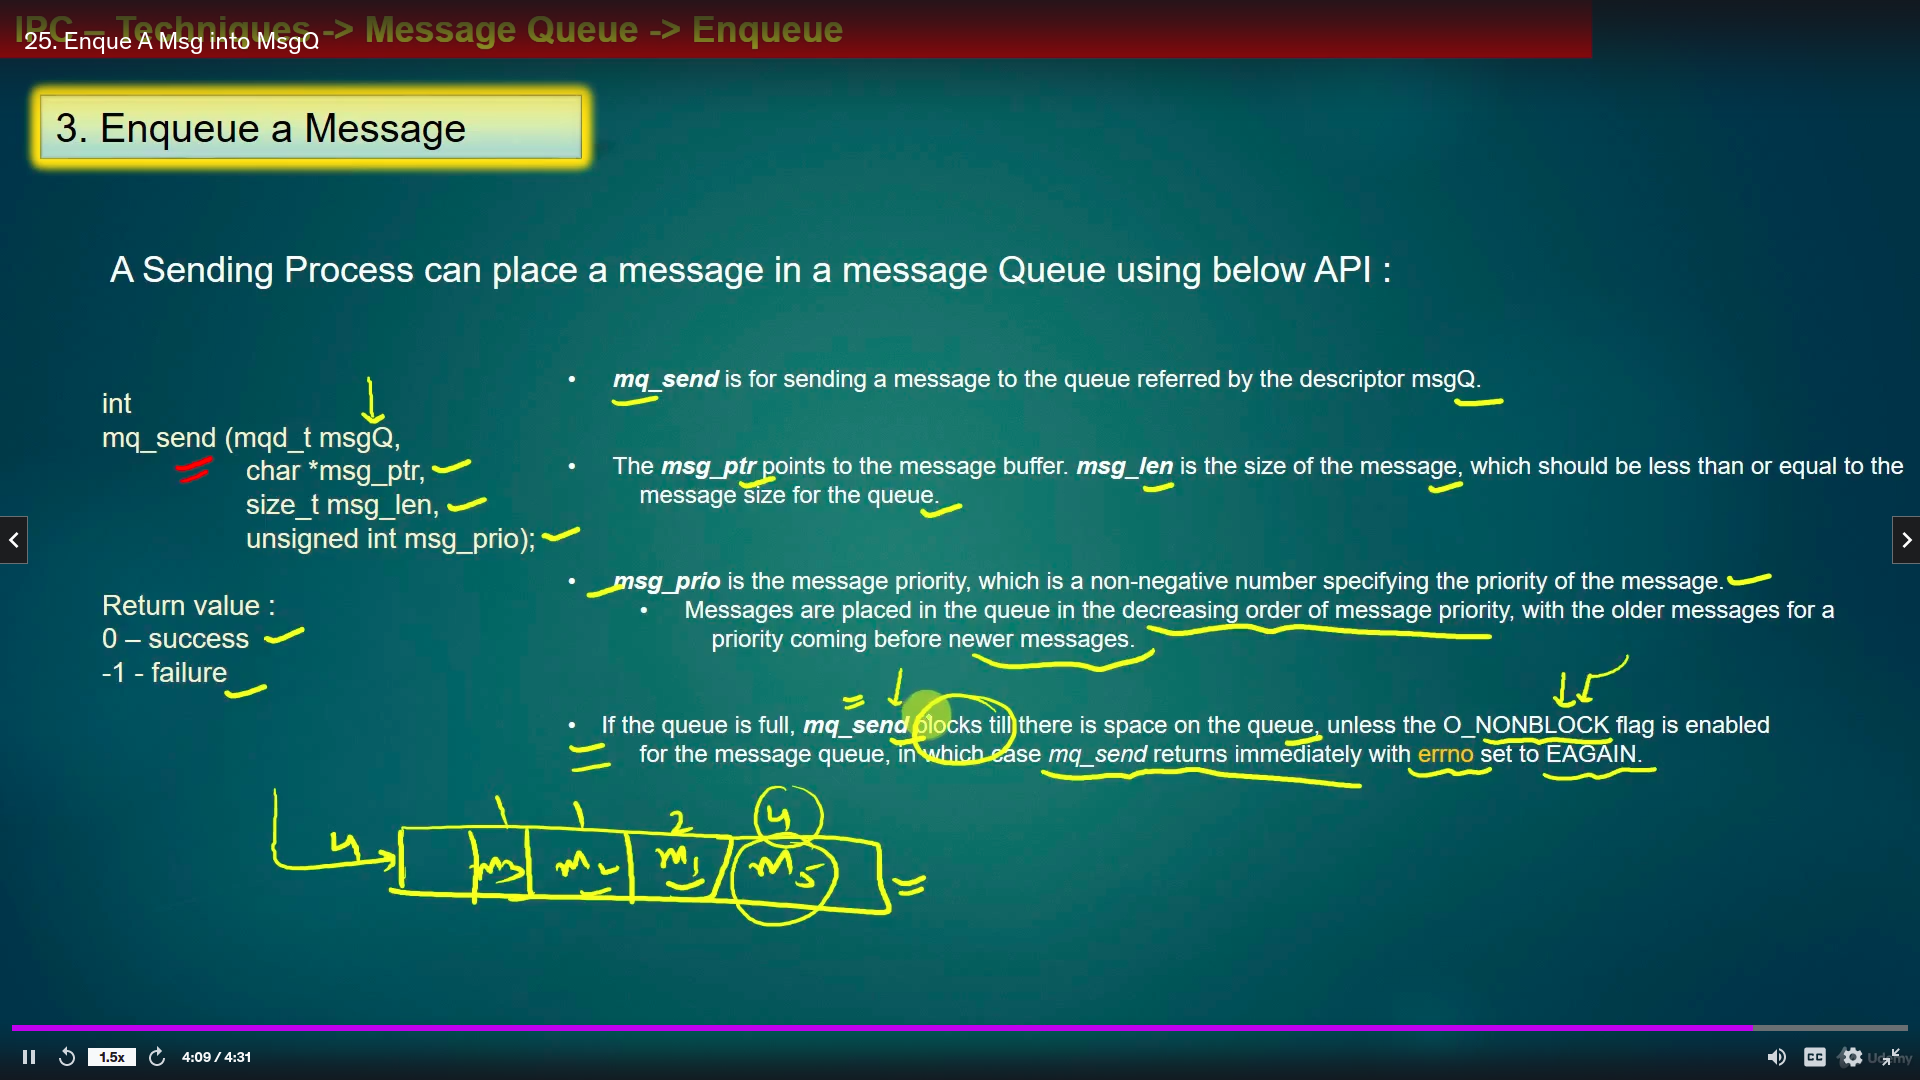 IPC – Techniques -> Message Queue -> Enqueue
25. Enque A Msg into MsgQ
3. Enqueue a Message
A Sending Process can place a message in a message Queue using below API :
int
mq_send (mqd_t msgQ,
char *msg_ptr,
size_t msg_len,
unsigned int msg_prio);
Return value :
0 – success
-1 - failure
• mq_send is for sending a message to the queue referred by the descriptor msgQ.
• The msg_ptr points to the message buffer. msg_len is the size of the message, which should be less than or equal to the
message size for the queue.
• msg_prio is the message priority, which is a non-negative number specifying the priority of the message.
• Messages are placed in the queue in the decreasing order of message priority, with the older messages for a
priority coming before newer messages.
• If the queue is full, mq_send blocks till there is space on the queue, unless the O_NONBLOCK flag is enabled
for the message queue, in which case mq_send returns immediately with errno set to EAGAIN.
1 1 2 4
4
m3 m2 m1 m5
1.5x 4:09 / 4:31
CC
Udemy